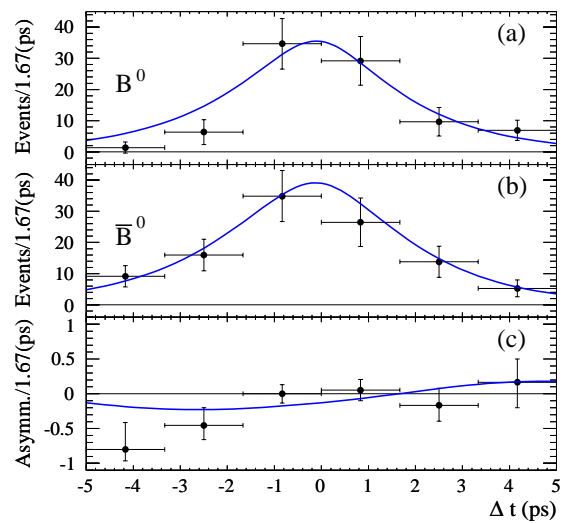 (a)
B⁰
Events/1.67(ps)
40
30
20
10
0
(b)
B̅⁰
Events/1.67(ps)
40
30
20
10
0
(c)
Asymm./1.67(ps)
1
0.5
0
-0.5
-1
-5 -4 -3 -2 -1 0 1 2 3 4 5
Δ t (ps)